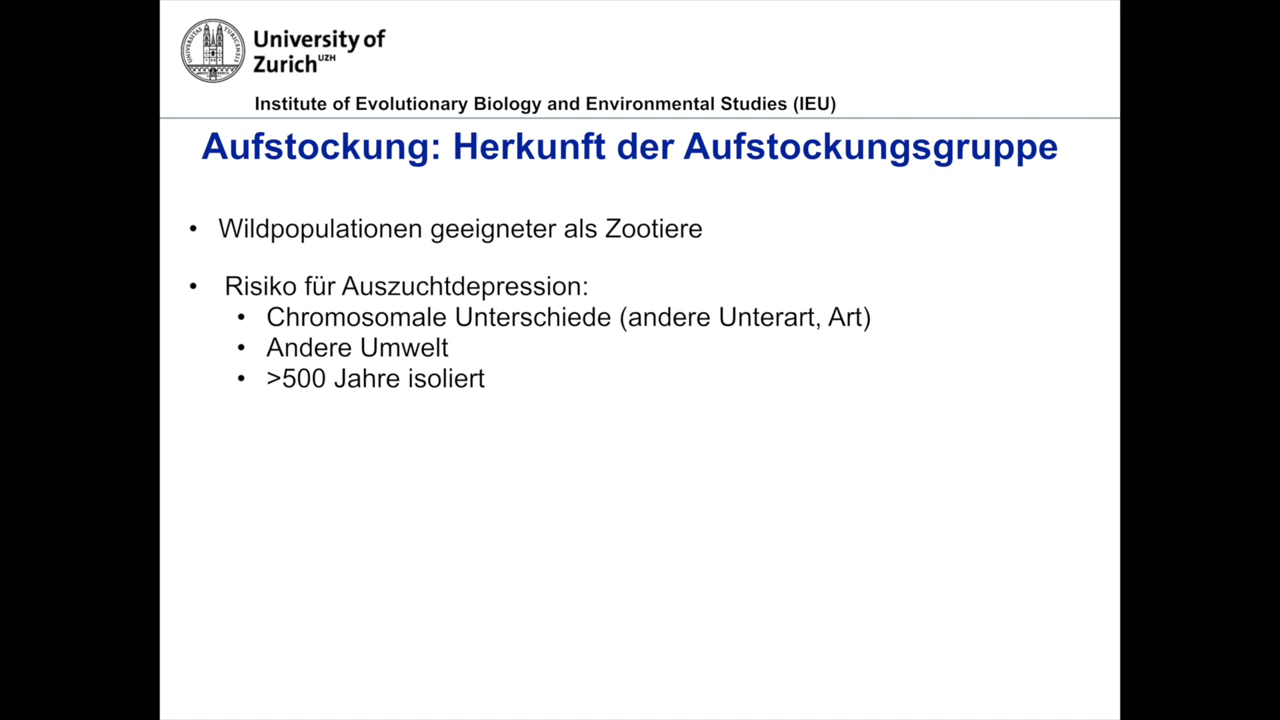 University of
Zurich UZH
Institute of Evolutionary Biology and Environmental Studies (IEU)
Aufstockung: Herkunft der Aufstockungsgruppe
• Wildpopulationen geeigneter als Zootiere
• Risiko für Auszuchtdepression:
• Chromosomale Unterschiede (andere Unterart, Art)
• Andere Umwelt
• >500 Jahre isoliert